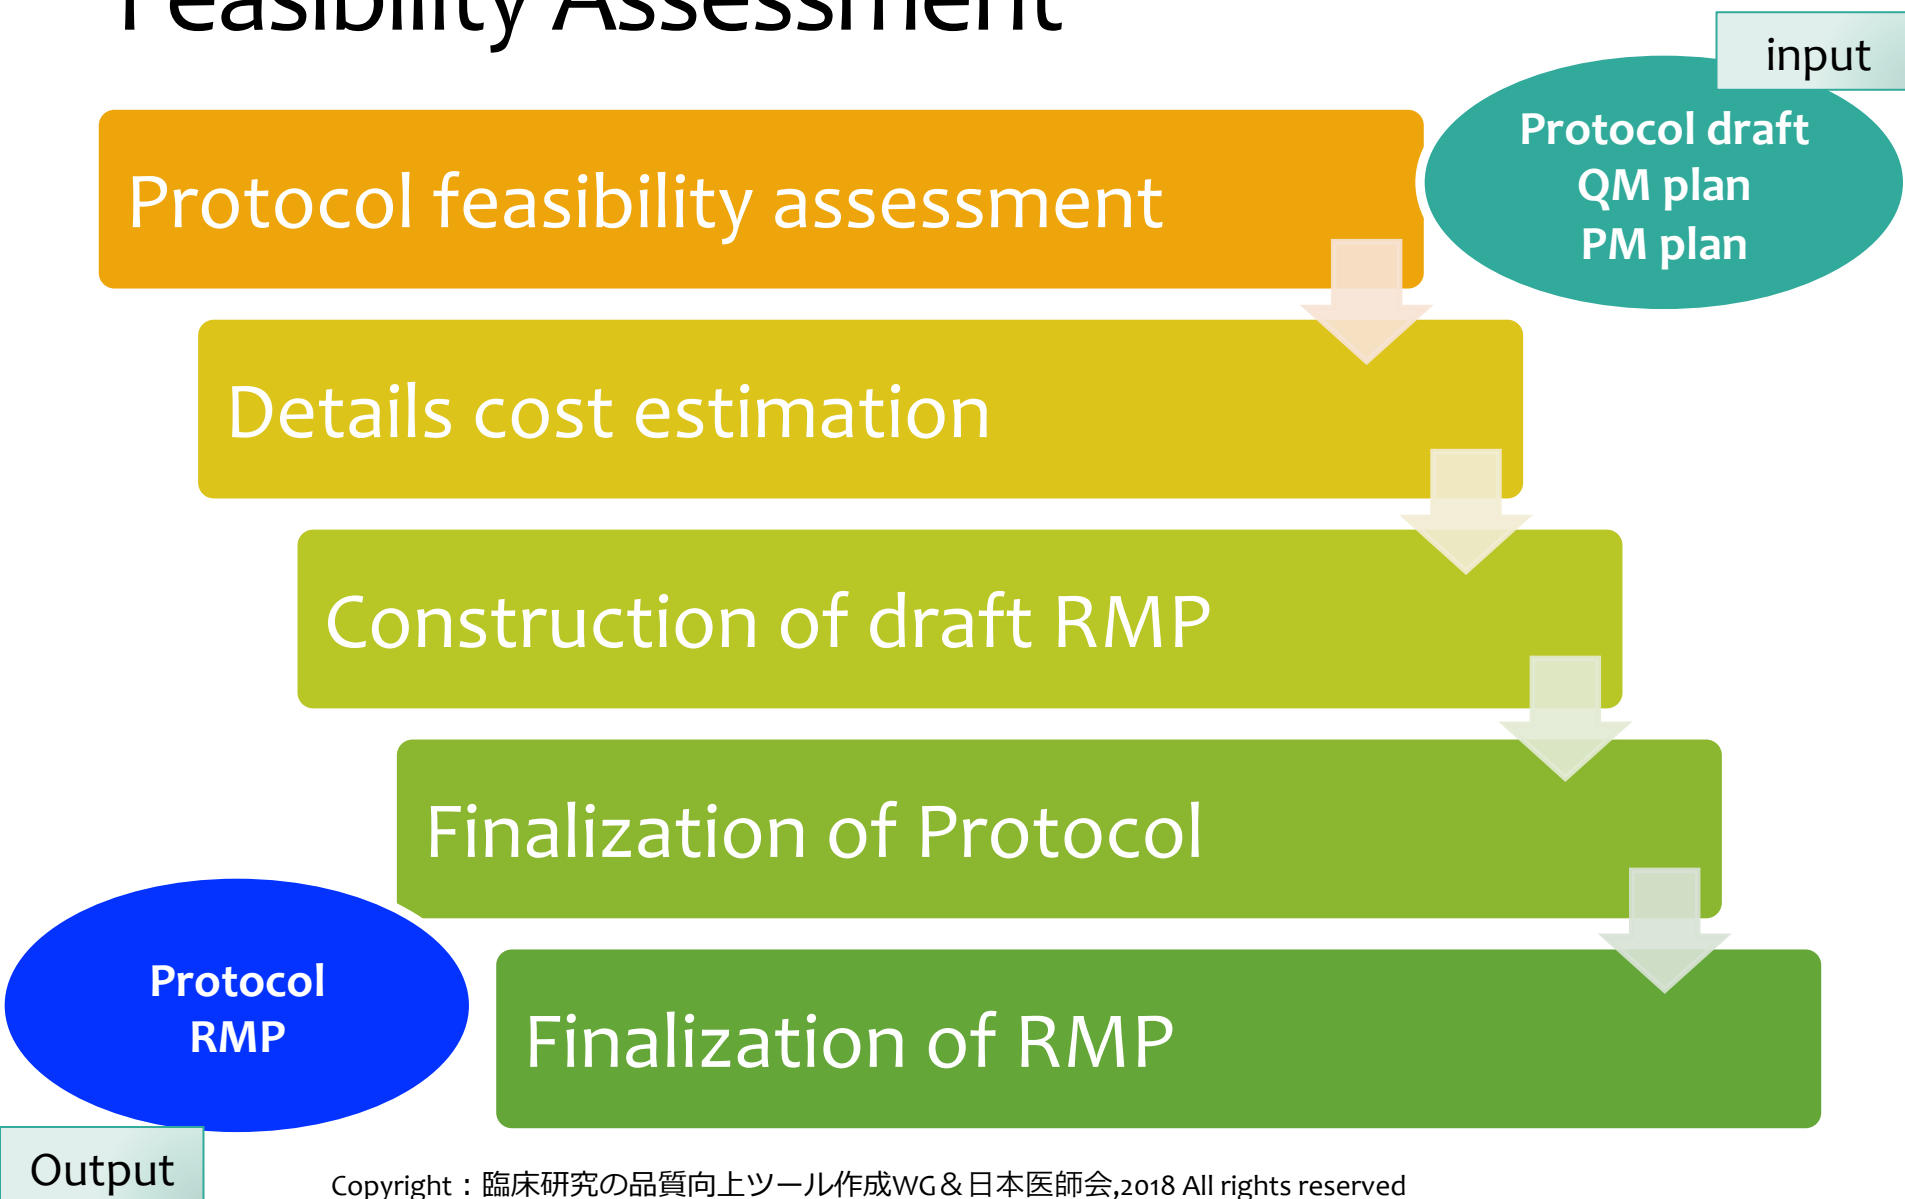 Feasibility Assessment
input
Protocol draft
QM plan
PM plan
Protocol feasibility assessment
Details cost estimation
Construction of draft RMP
Finalization of Protocol
Finalization of RMP
Protocol
RMP
Output
Copyright：臨床研究の品質向上ツール作成WG＆日本医師会,2018 All rights reserved